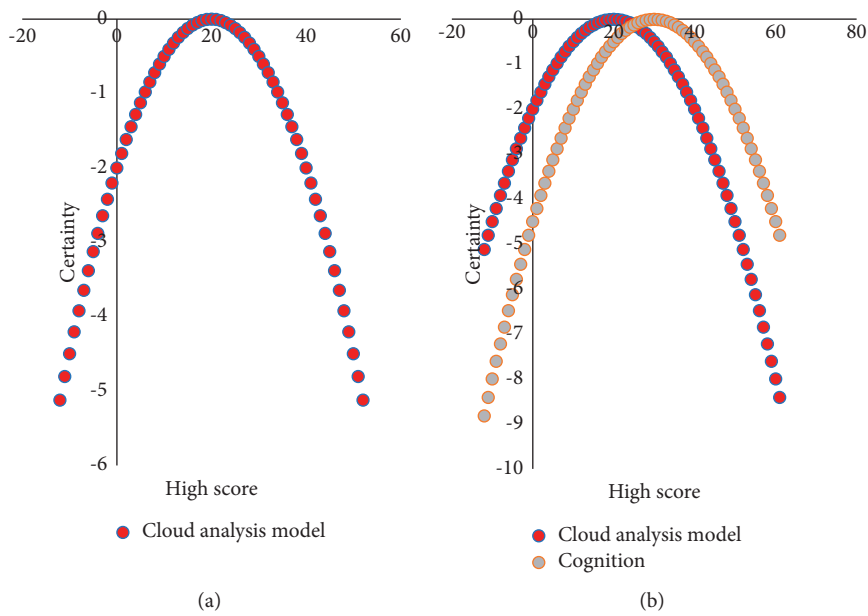 -20 0 20 40 60
0
-1
-2
-3
-4
-5
-6
Certainty
High score
Cloud analysis model
(a)
-20 0 20 40 60 80
0
-1
-2
-3
-4
-5
-6
-7
-8
-9
-10
Certainty
High score
Cloud analysis model
Cognition
(b)